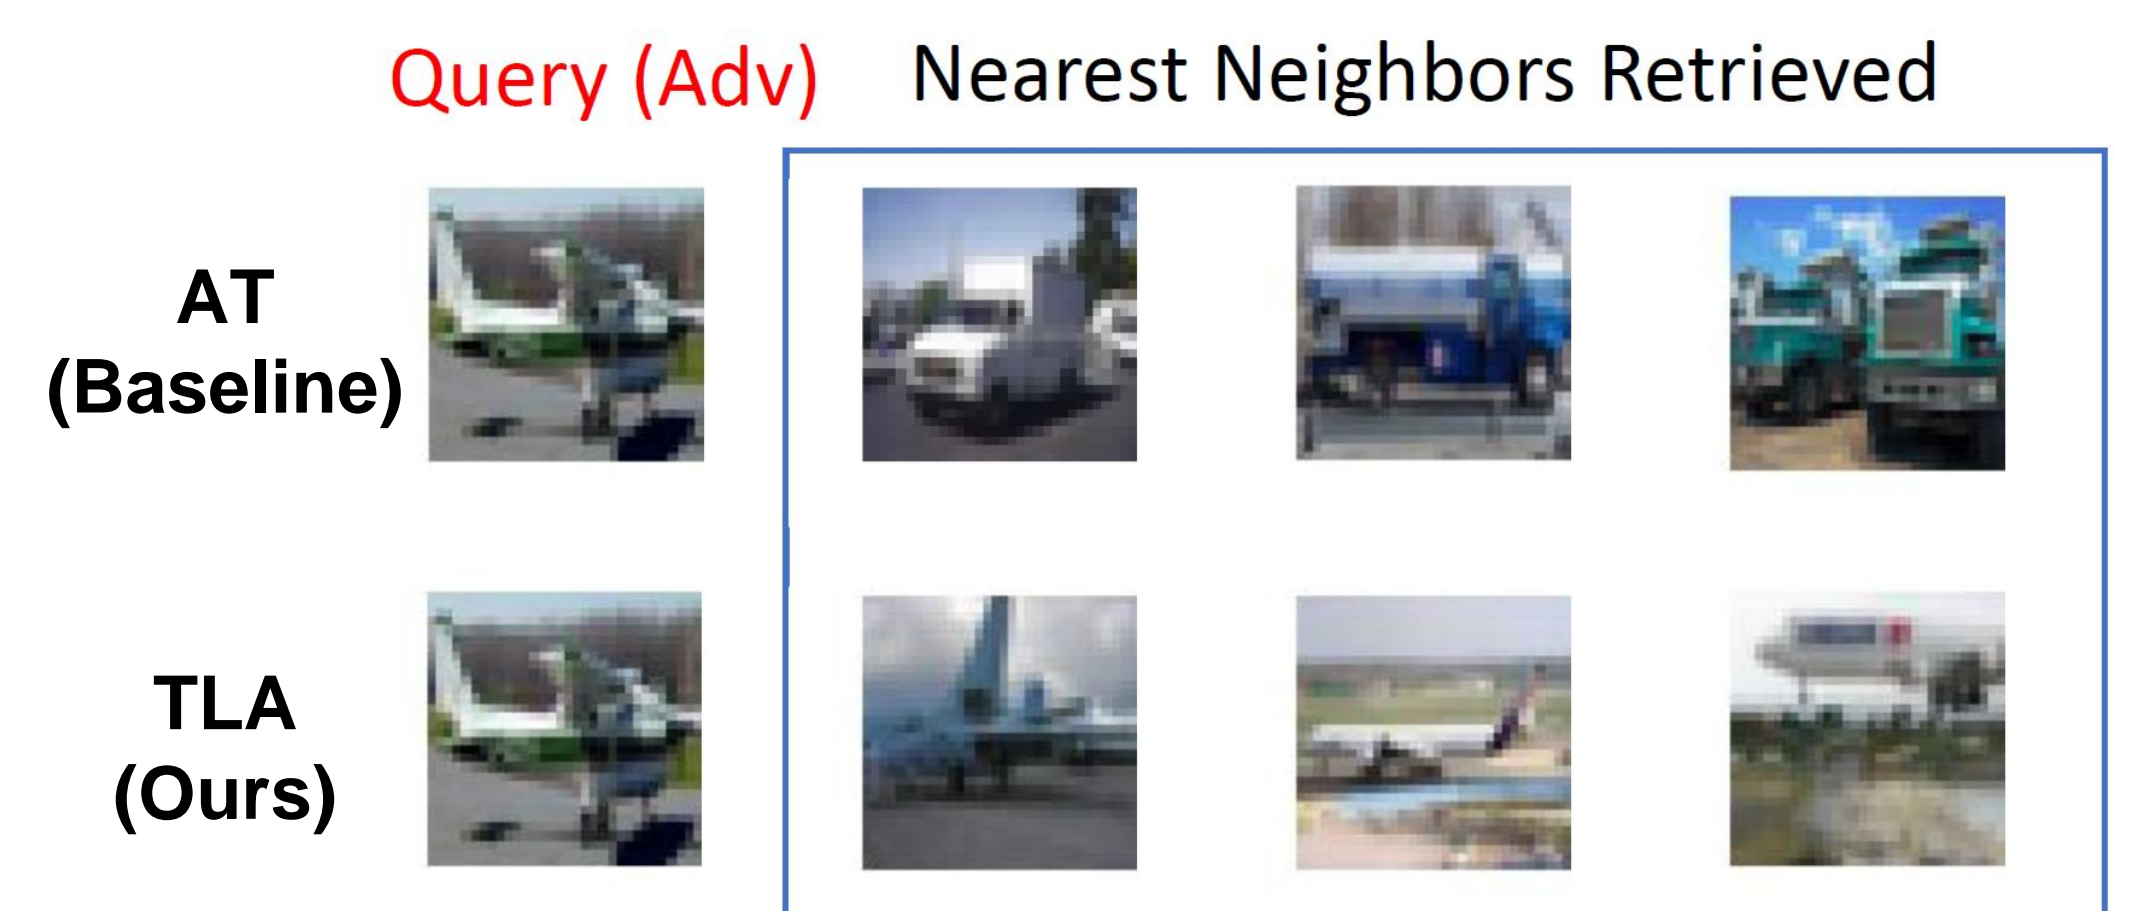 Query (Adv) Nearest Neighbors Retrieved
AT
(Baseline)
TLA
(Ours)